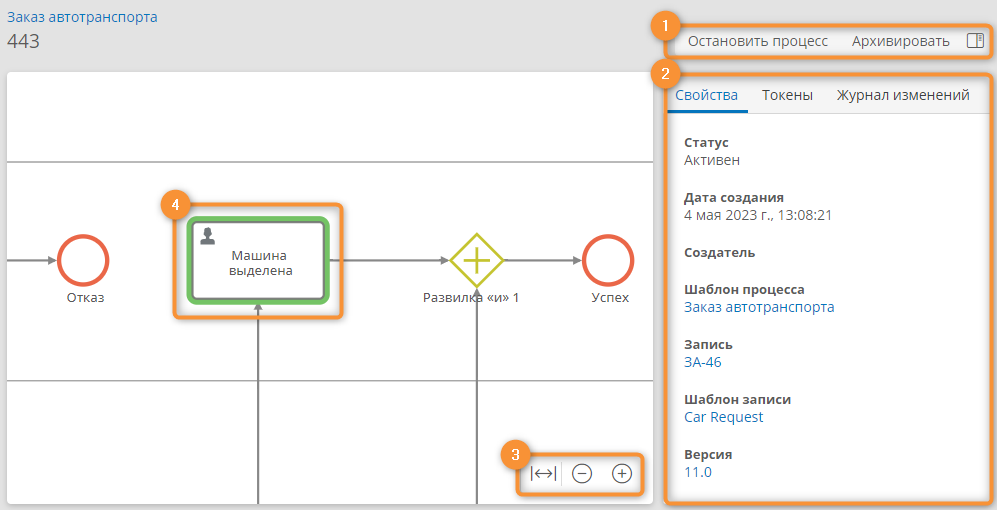 Заказ автотранспорта
443
1
Остановить процесс Архивировать
2
Свойства Токены Журнал изменений
Статус
Активен
Дата создания
4 мая 2023 г., 13:08:21
Создатель
Шаблон процесса
Заказ автотранспорта
Запись
ЗА-46
Шаблон записи
Car Request
Версия
11.0
4
Машина
выделена
Отказ
Развилка «и» 1
Успех
3